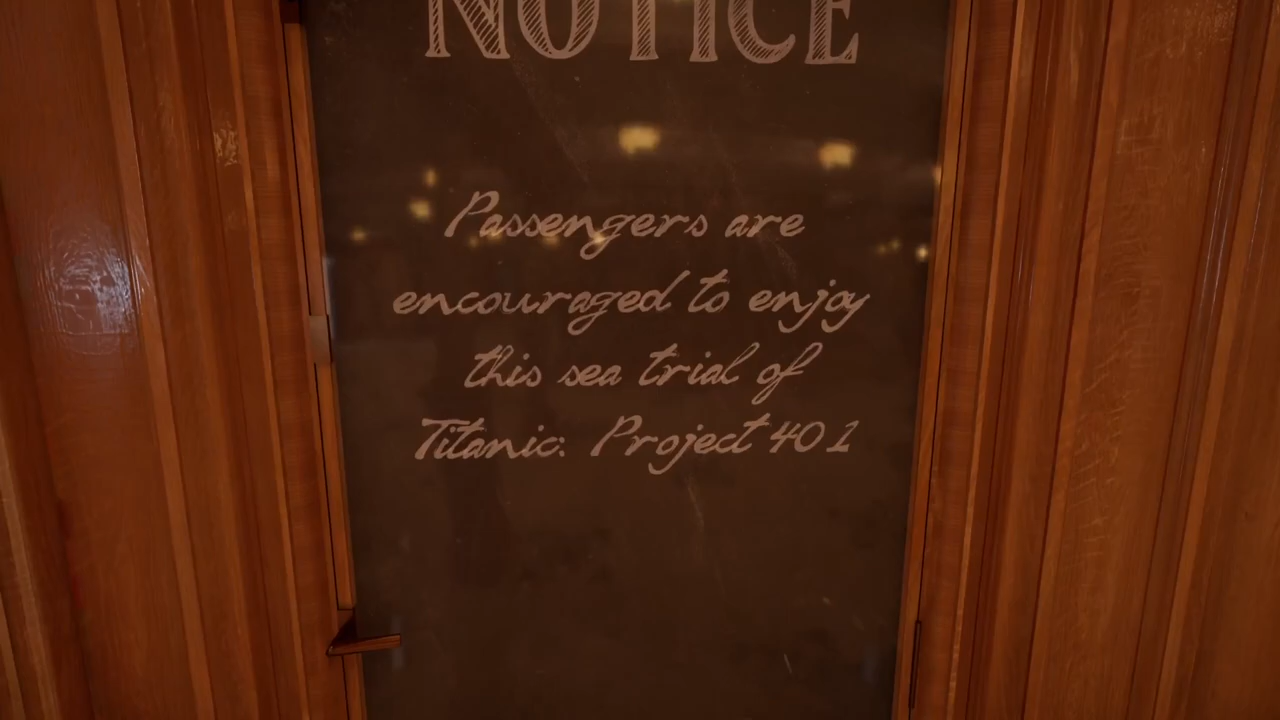 NOTICE
Passengers are
encouraged to enjoy
this sea trial of
Titanic: Project 401